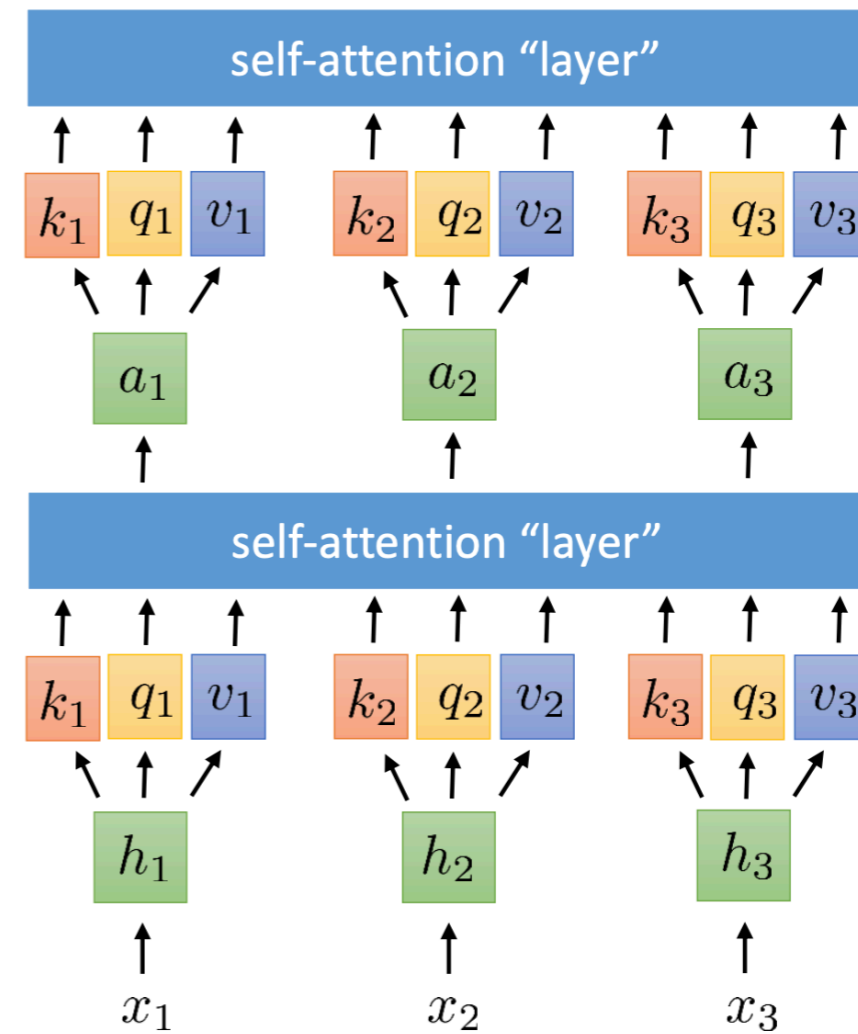 self-attention “layer”
k₁ q₁ v₁ k₂ q₂ v₂ k₃ q₃ v₃
a₁ a₂ a₃
self-attention “layer”
k₁ q₁ v₁ k₂ q₂ v₂ k₃ q₃ v₃
h₁ h₂ h₃
x₁ x₂ x₃